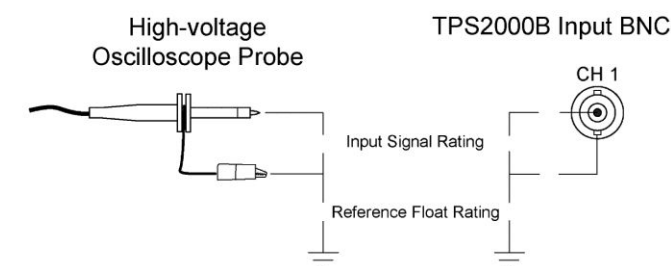 High-voltage
Oscilloscope Probe
TPS2000B Input BNC
CH 1
Input Signal Rating
Reference Float Rating